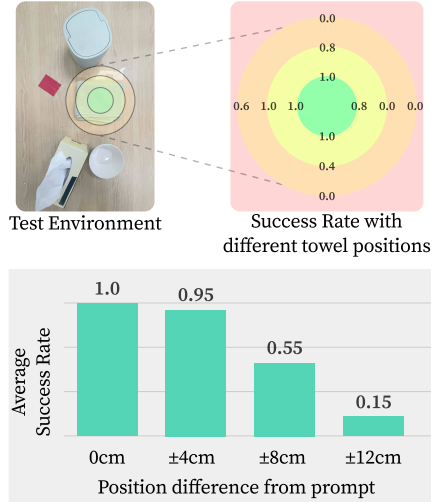 0.0
0.8
1.0
0.6 1.0 1.0 0.8 0.0 0.0
1.0
0.4
0.0
Test Environment
Success Rate with
different towel positions
1.0
0.95
0.55
0.15
Average
Success Rate
0cm ±4cm ±8cm ±12cm
Position difference from prompt